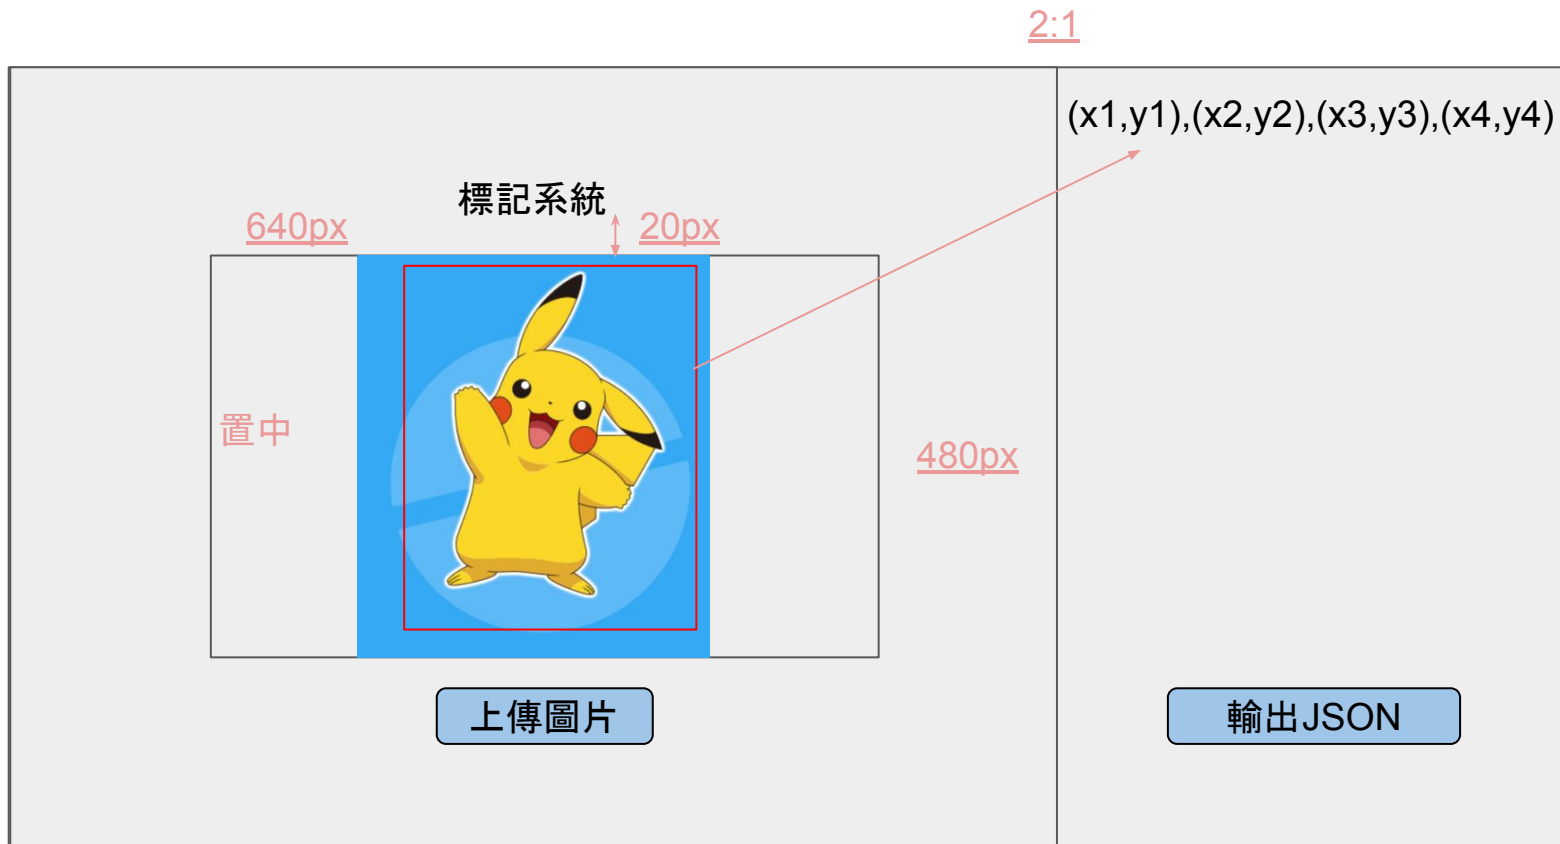 2:1
(x1,y1),(x2,y2),(x3,y3),(x4,y4)
標記系統
640px
20px
置中
480px
上傳圖片
輸出JSON